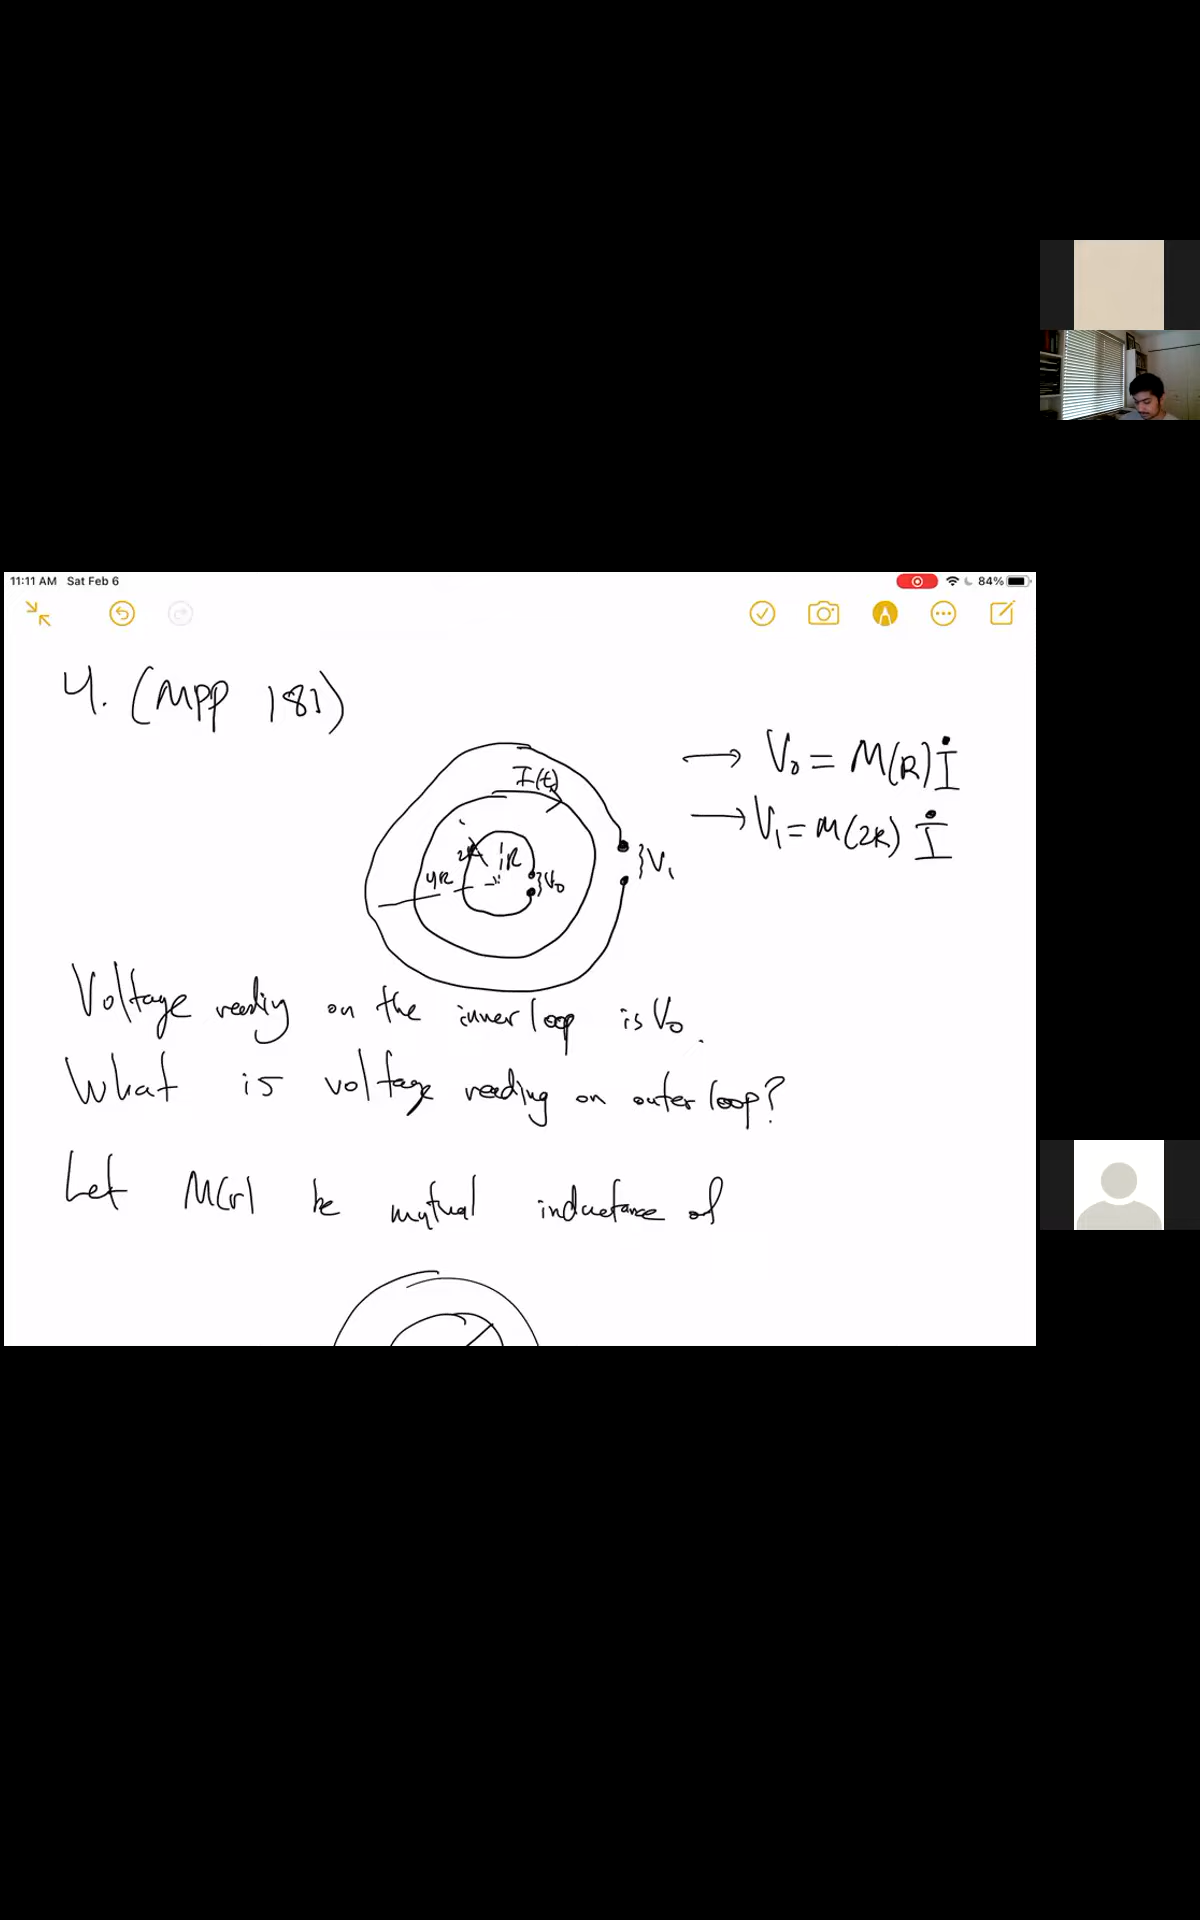 11:11 AM Sat Feb 6
84%
4. (MPP 181)
I(t)
2R
R
4R
V₀
V₁
→ V₀ = M(R) İ
→ V₁ = M(2R) İ
Voltage reading on the inner loop is V₀.
What is voltage reading on outer loop?
Let M(r) be mutual inductance of